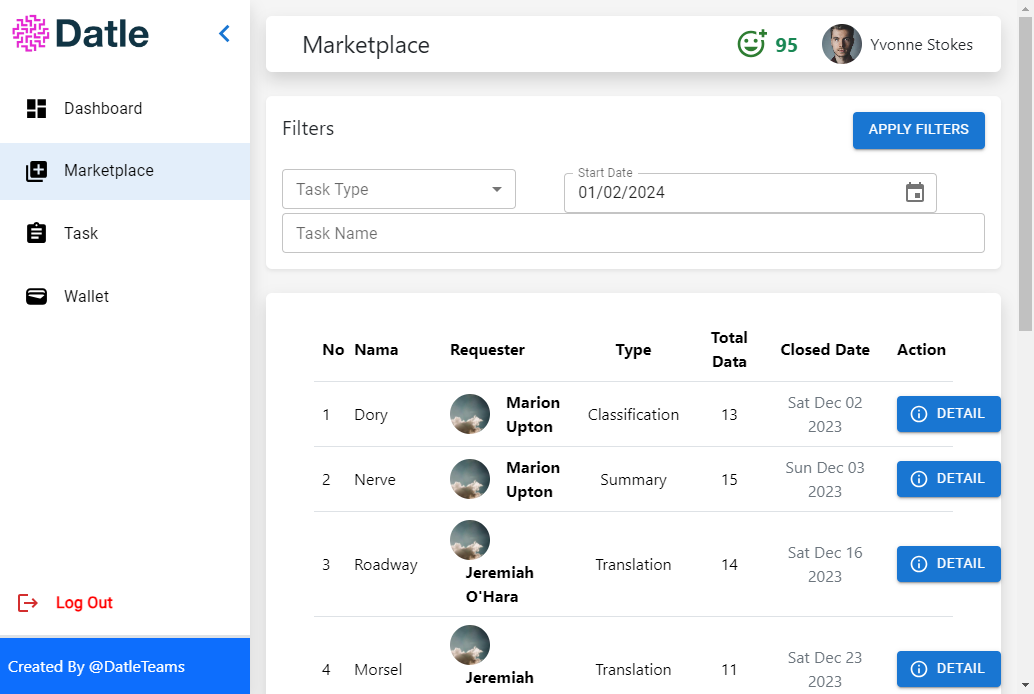 Datle
Marketplace
95
Yvonne Stokes
Dashboard
Marketplace
Task
Wallet
Log Out
Created By @DatleTeams
Filters
APPLY FILTERS
Task Type
Start Date
01/02/2024
Task Name
No Nama Requester Type Total Data Closed Date Action
1 Dory Marion Upton Classification 13 Sat Dec 02 2023 DETAIL
2 Nerve Marion Upton Summary 15 Sun Dec 03 2023 DETAIL
3 Roadway Jeremiah O'Hara Translation 14 Sat Dec 16 2023 DETAIL
4 Morsel Jeremiah Translation 11 Sat Dec 23 2023 DETAIL